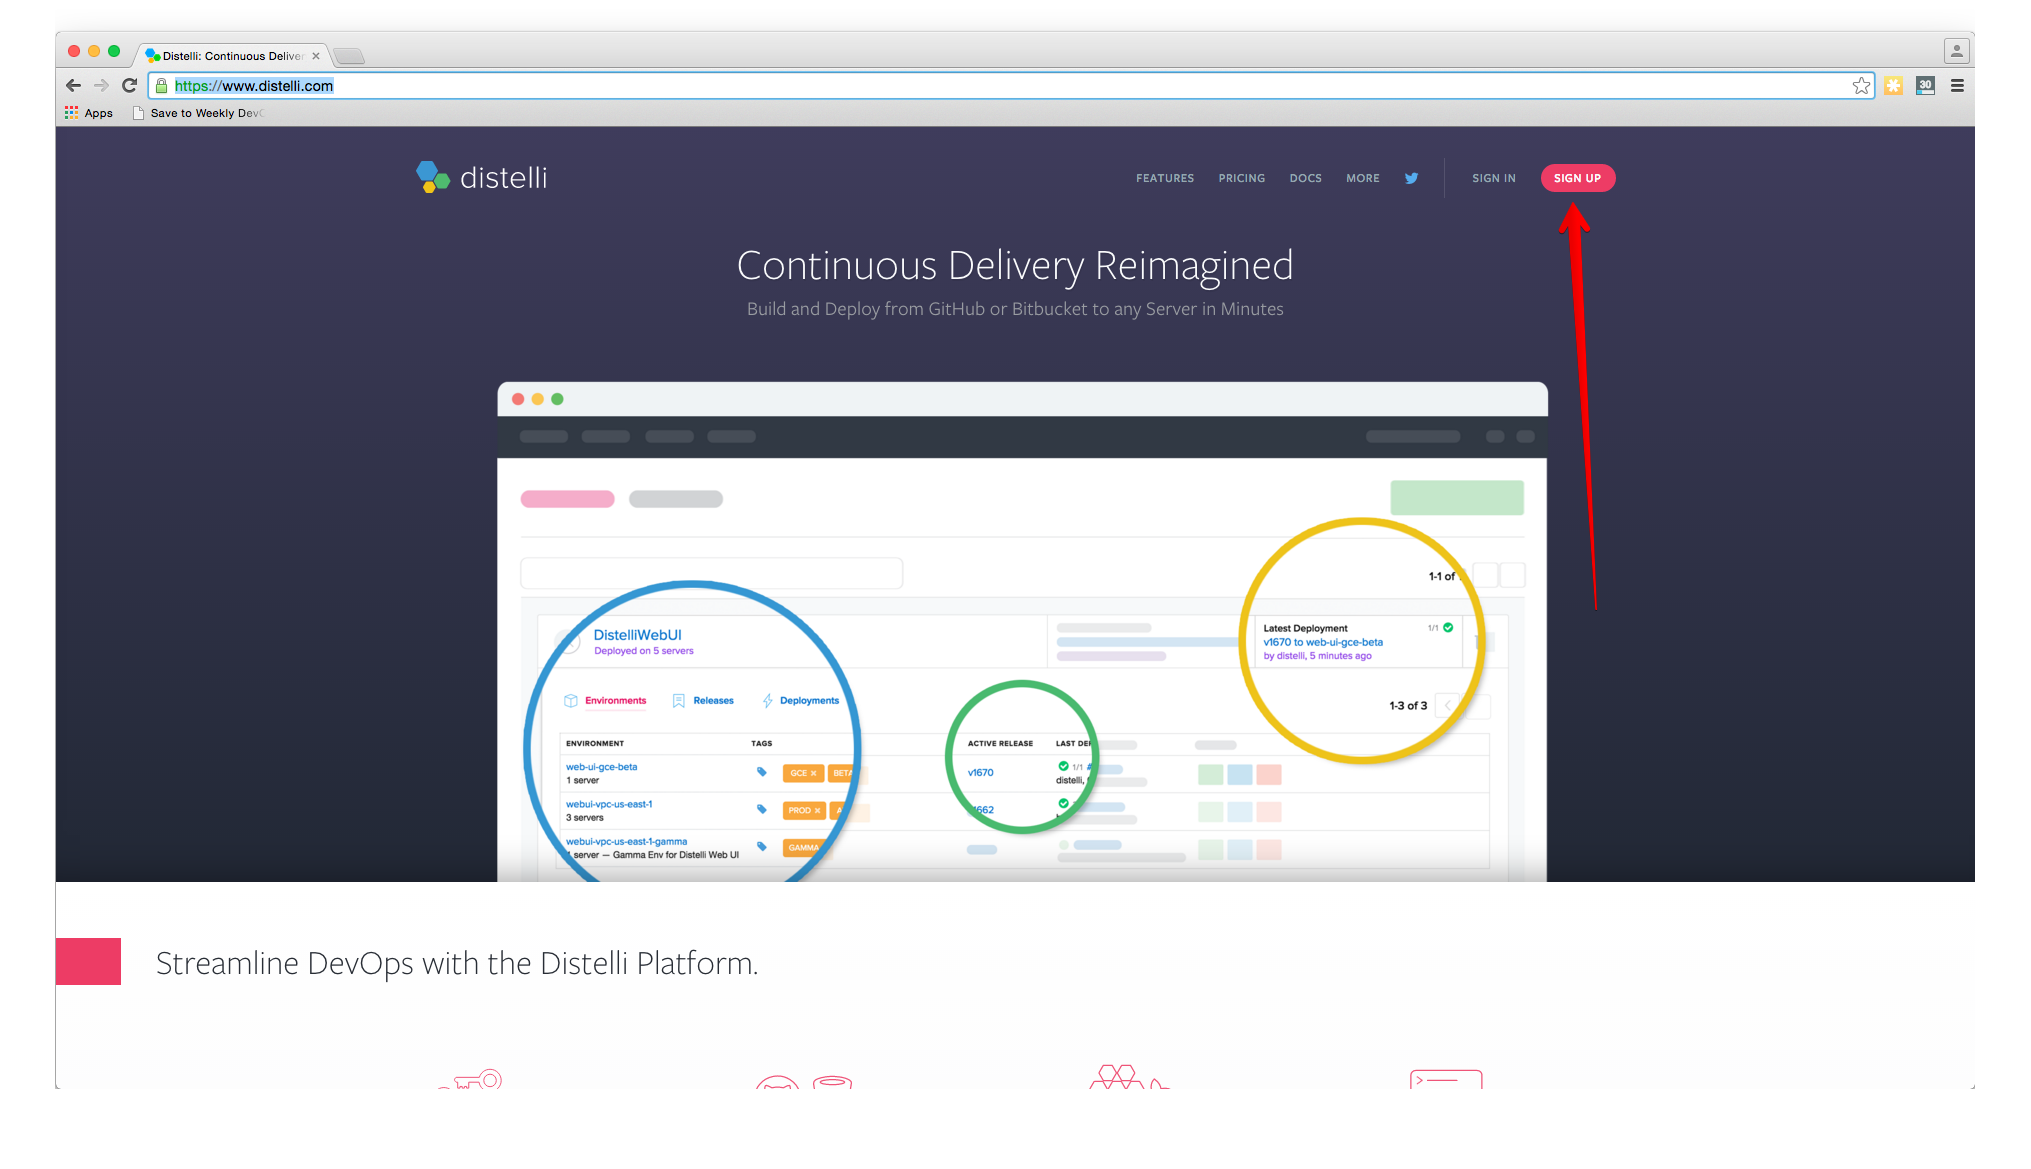 Distelli: Continuous Deliver
https://www.distelli.com
30
Apps
Save to Weekly Dev
distelli
FEATURES PRICING DOCS MORE SIGN IN SIGN UP
Continuous Delivery Reimagined
Build and Deploy from GitHub or Bitbucket to any Server in Minutes
1-1 of
DistelliWebUI
Deployed on 5 servers
Latest Deployment 1/1
v1670 to web-ui-gce-beta
by distelli, 5 minutes ago
Environments Releases Deployments
1-3 of 3
ENVIRONMENT TAGS ACTIVE RELEASE LAST DE
web-ui-gce-beta
1 server
GCE × BETA
v1670
1/1 #
distelli,
webui-vpc-us-east-1
3 servers
PROD × A
1662
webui-vpc-us-east-1-gamma
server — Gamma Env for Distelli Web UI
GAMMA
Streamline DevOps with the Distelli Platform.